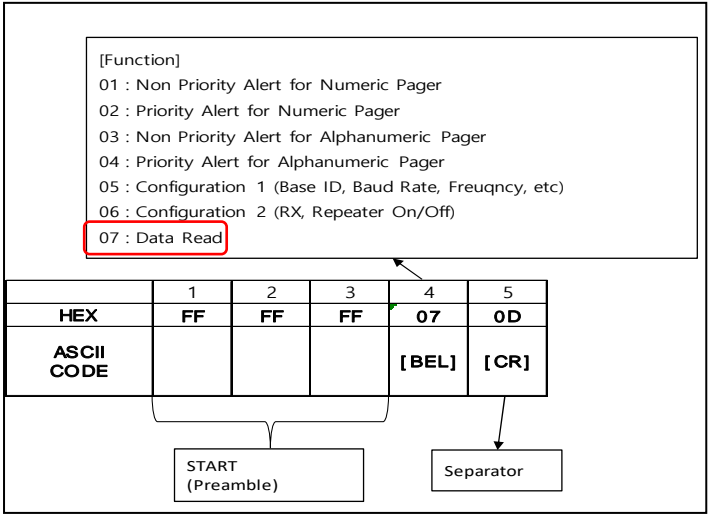 [Function]
01 : Non Priority Alert for Numeric Pager
02 : Priority Alert for Numeric Pager
03 : Non Priority Alert for Alphanumeric Pager
04 : Priority Alert for Alphanumeric Pager
05 : Configuration 1 (Base ID, Baud Rate, Freuqncy, etc)
06 : Configuration 2 (RX, Repeater On/Off)
07 : Data Read
1 2 3 4 5
HEX FF FF FF 07 0D
ASCII
CODE [BEL] [CR]
START
(Preamble)
Separator